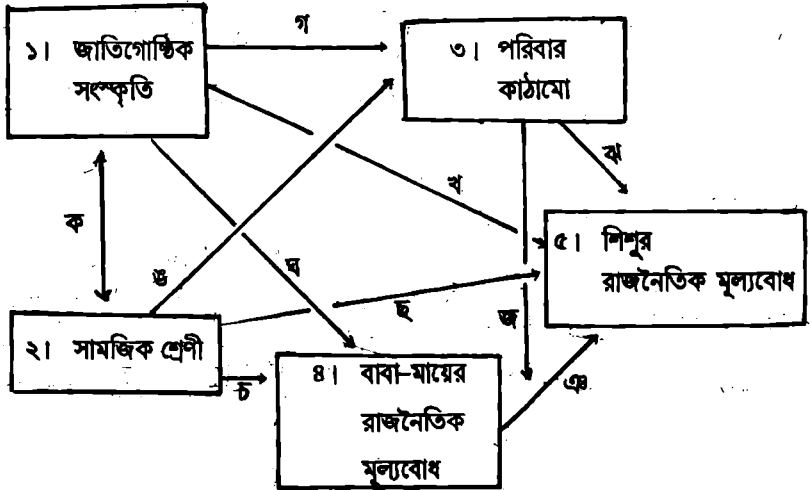 ১। জাতিগোষ্ঠিক
সংস্কৃতি
গ
৩। পরিবার
কাঠামো
ঝ
খ
ক
ঙ
ঘ
৫। শিশুর
রাজনৈতিক মূল্যবোধ
ছ
জ
২। সামজিক শ্রেণী
চ
৪। বাবা-মায়ের
রাজনৈতিক
মূল্যবোধ
ঞ